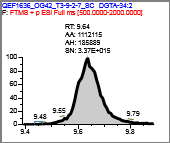 QEF1636_OG42_T3-9-2-7_SC DGTA-34:2
F: FTMS + p ESI Full ms [500.0000-2000.0000]
RT: 9.64
AA: 1112115
AH: 185889
SN: 3.37E+015
100
80
60
40
20
0
9.48
9.55
9.79
9.4
9.6
9.8